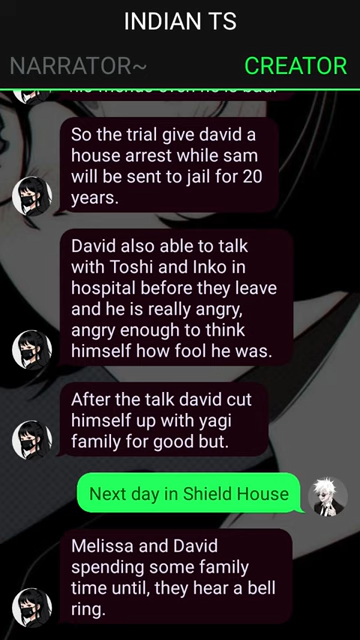 INDIAN TS
NARRATOR~ CREATOR
So the trial give david a
house arrest while sam
will be sent to jail for 20
years.
David also able to talk
with Toshi and Inko in
hospital before they leave
and he is really angry,
angry enough to think
himself how fool he was.
After the talk david cut
himself up with yagi
family for good but.
Next day in Shield House
Melissa and David
spending some family
time until, they hear a bell
ring.